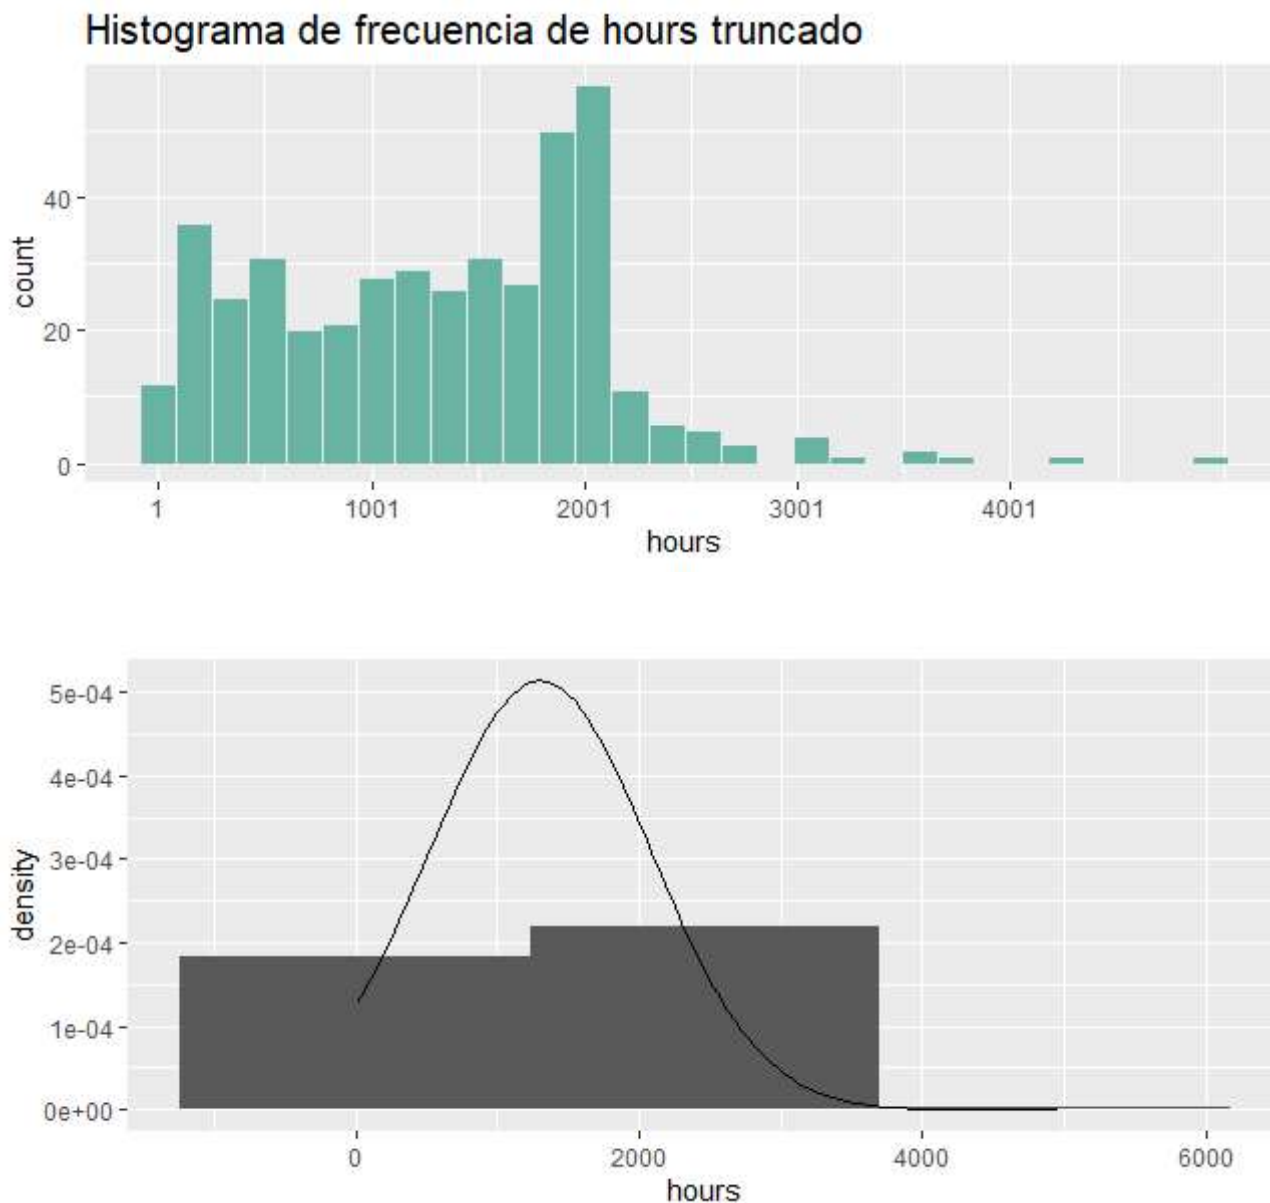 Histograma de frecuencia de hours truncado
count
40
20
0
1 1001 2001 3001 4001
hours
density
5e-04
4e-04
3e-04
2e-04
1e-04
0e+00
0 2000 4000 6000
hours